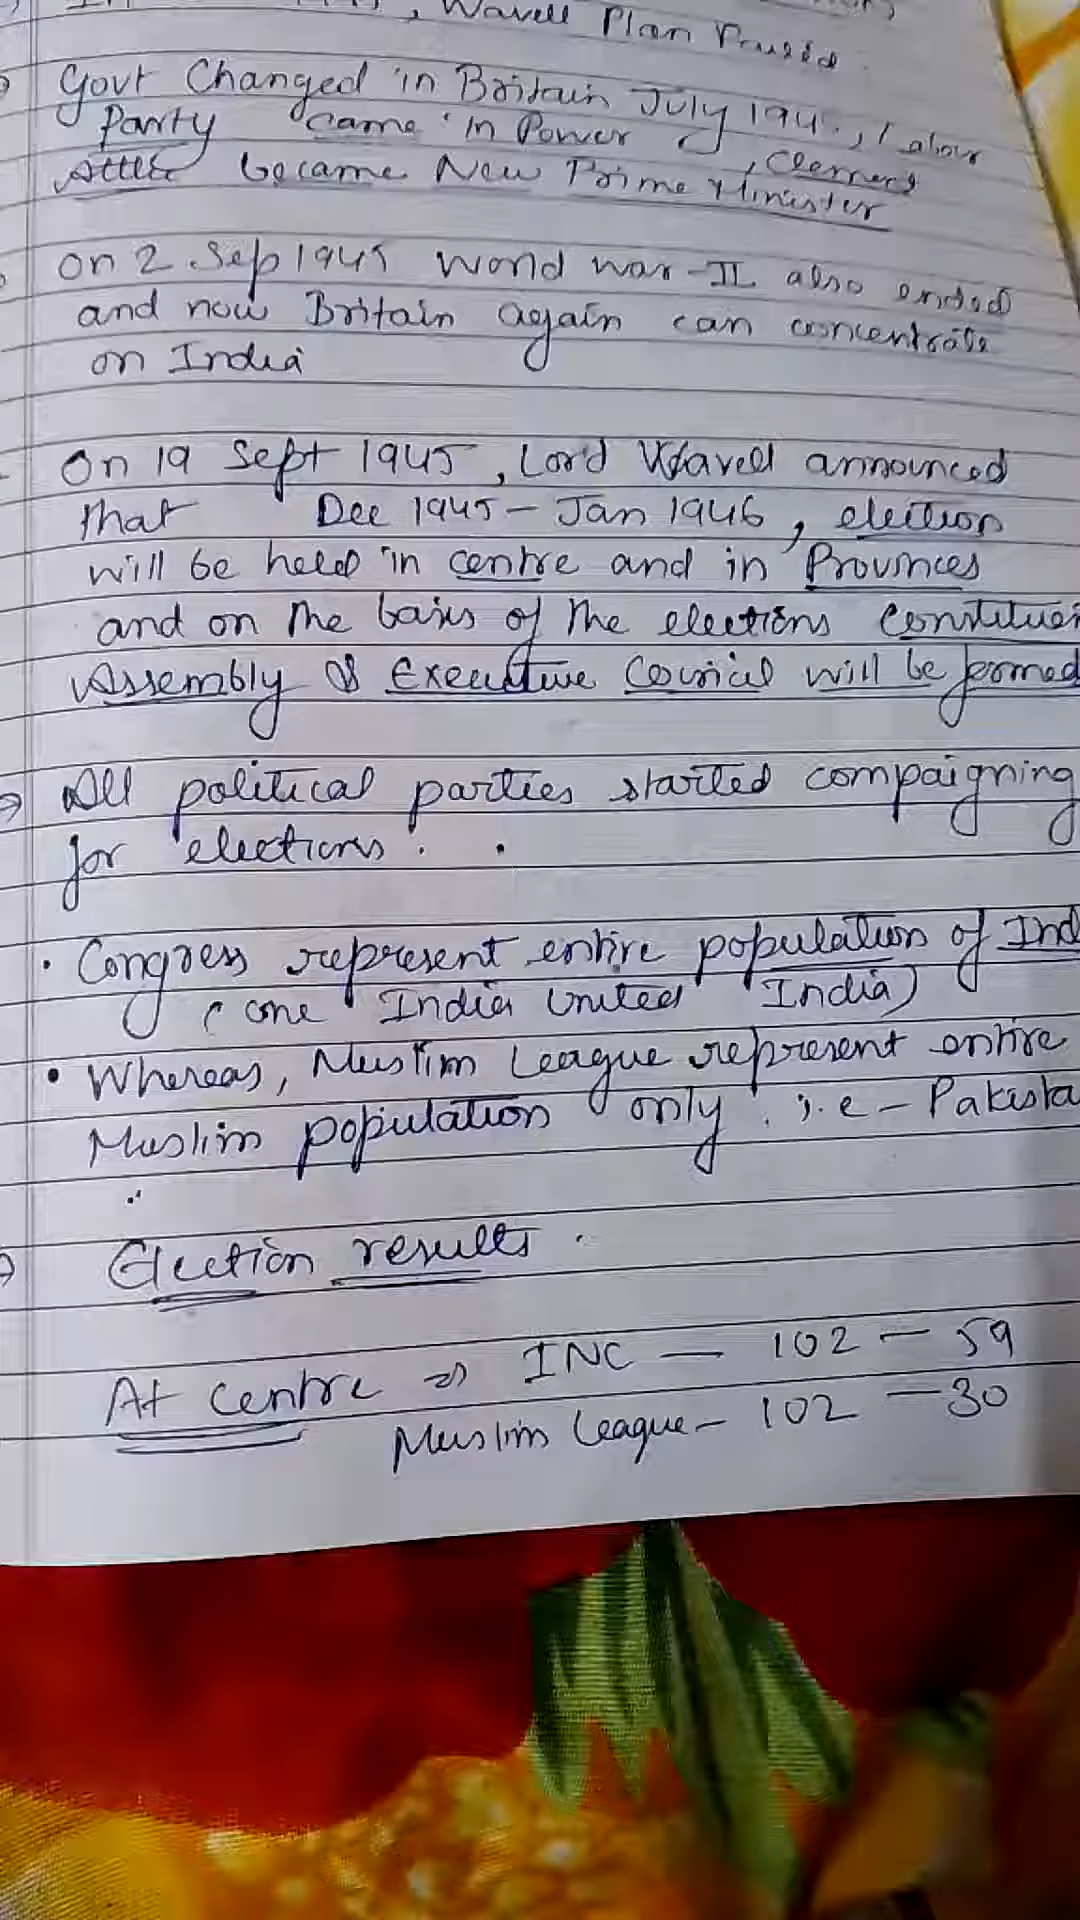 , Wavell Plan
Govt Changed in Britain July 194 , Labour
Party came in Power , Clement
Attlee became New Prime Minister
on 2 Sep 1945 world war-II also ended
and now Britain again can concentrate
on India
On 19 Sept 1945, Lord Wavell announced
that Dec 1945 - Jan 1946, election
will be held in centre and in Provinces
and on the basis of the elections Constituen
Assembly & Executive Council will be formed
→ All political parties started compaigning
for elections.
• Congress represent entire population of Ind
(one India United India)
• Whereas, Muslim League represent entire
Muslim population only i.e - Pakista
Election results.
At centre ⇒ INC — 102 — 59
Muslim League - 102 — 30